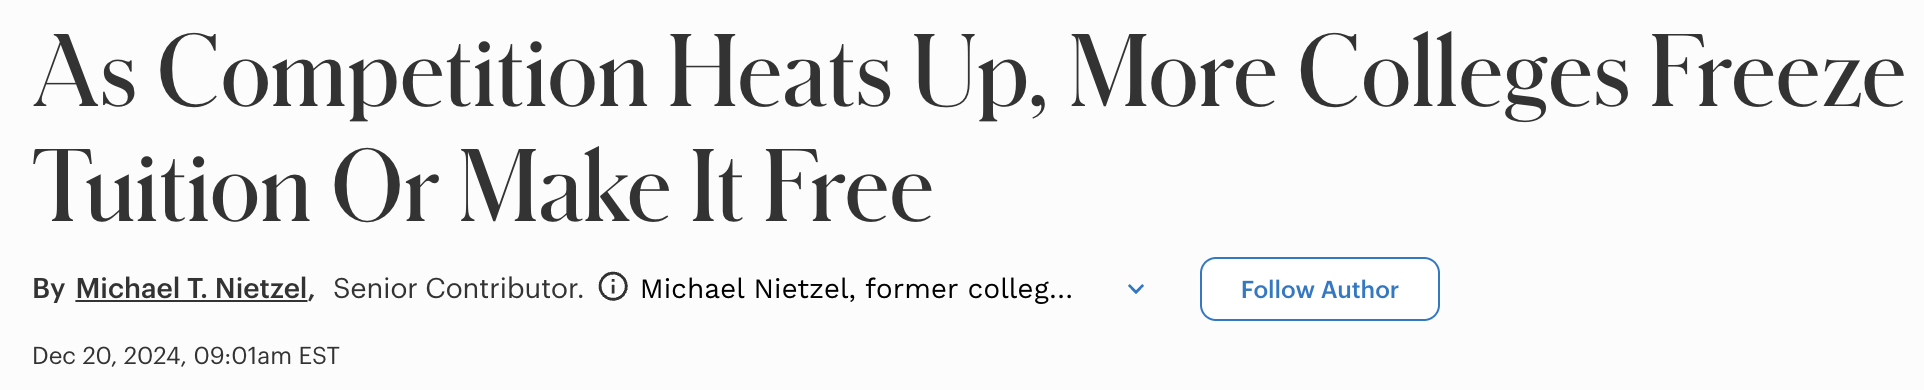 As Competition Heats Up, More Colleges Freeze
Tuition Or Make It Free
By Michael T. Nietzel, Senior Contributor. Michael Nietzel, former colleg... Follow Author
Dec 20, 2024, 09:01am EST